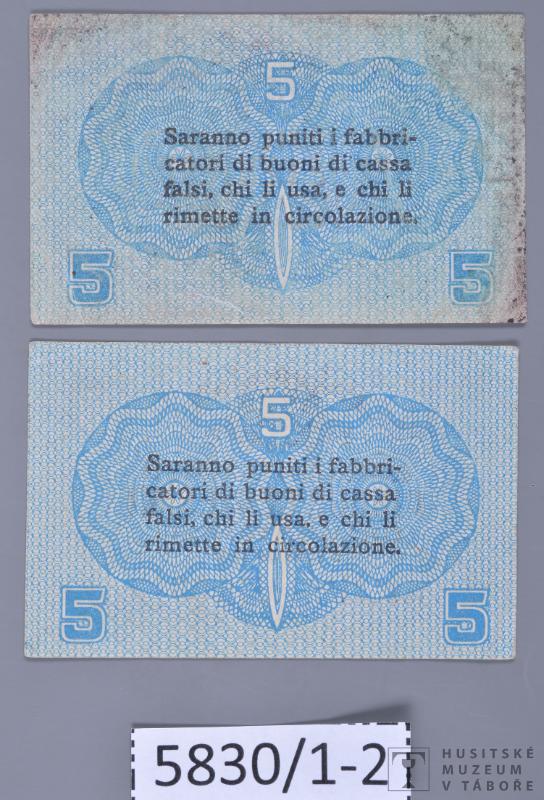 5
Saranno puniti i fabbri-
catori di buoni di cassa
falsi, chi li usa, e chi li
rimette in circolazione.
5 5
5
Saranno puniti i fabbri-
catori di buoni di cassa
falsi, chi li usa, e chi li
rimette in circolazione.
5 5
5830/1-2
HUSITSKÉ
MUZEUM
V TÁBOŘE